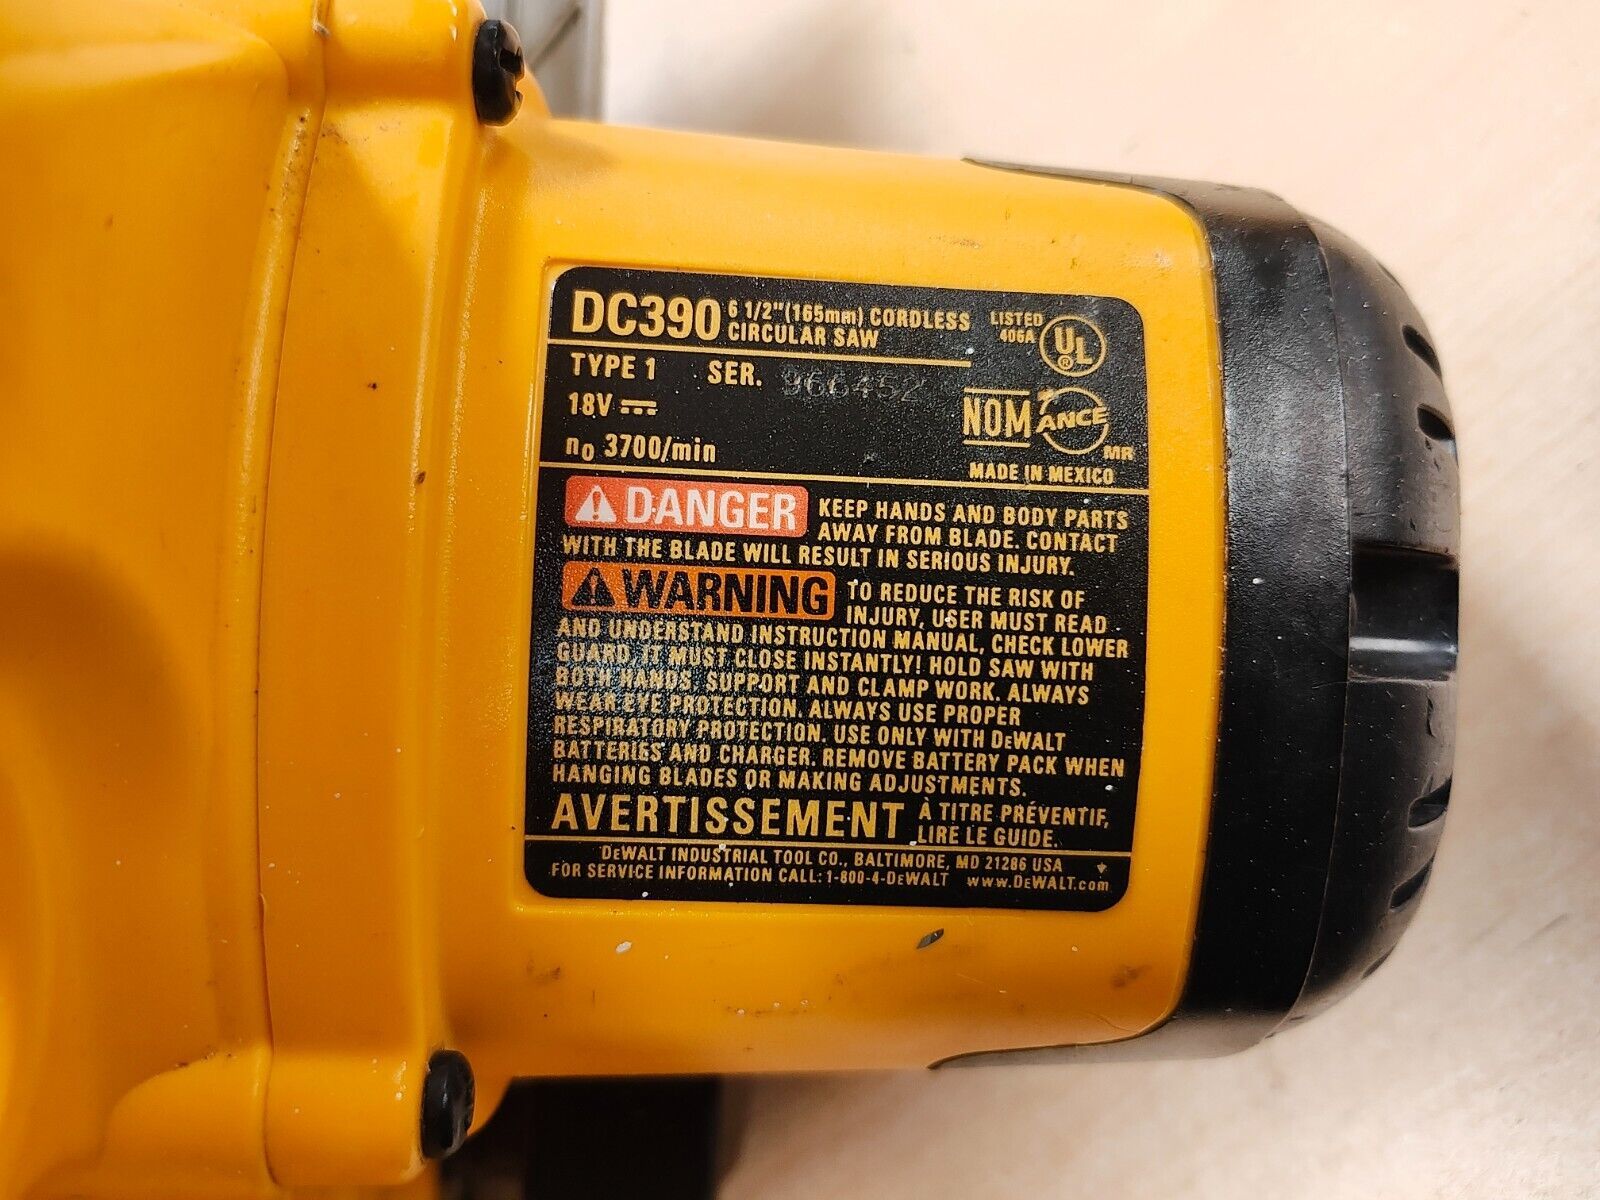 DC390 6 1/2"(165mm) CORDLESS
CIRCULAR SAW
LISTED
406A
UL
®
TYPE 1 SER. 966452
18V ⎓
n0 3700/min
NOM ANCE
MR
MADE IN MEXICO
DANGER KEEP HANDS AND BODY PARTS
AWAY FROM BLADE. CONTACT
WITH THE BLADE WILL RESULT IN SERIOUS INJURY.
WARNING TO REDUCE THE RISK OF
INJURY, USER MUST READ
AND UNDERSTAND INSTRUCTION MANUAL, CHECK LOWER
GUARD, IT MUST CLOSE INSTANTLY! HOLD SAW WITH
BOTH HANDS. SUPPORT AND CLAMP WORK. ALWAYS
WEAR EYE PROTECTION. ALWAYS USE PROPER
RESPIRATORY PROTECTION. USE ONLY WITH DeWALT
BATTERIES AND CHARGER. REMOVE BATTERY PACK WHEN
HANGING BLADES OR MAKING ADJUSTMENTS.
AVERTISSEMENT À TITRE PRÉVENTIF,
LIRE LE GUIDE.
DeWALT INDUSTRIAL TOOL CO., BALTIMORE, MD 21286 USA
FOR SERVICE INFORMATION CALL: 1-800-4-DeWALT www.DeWALT.com